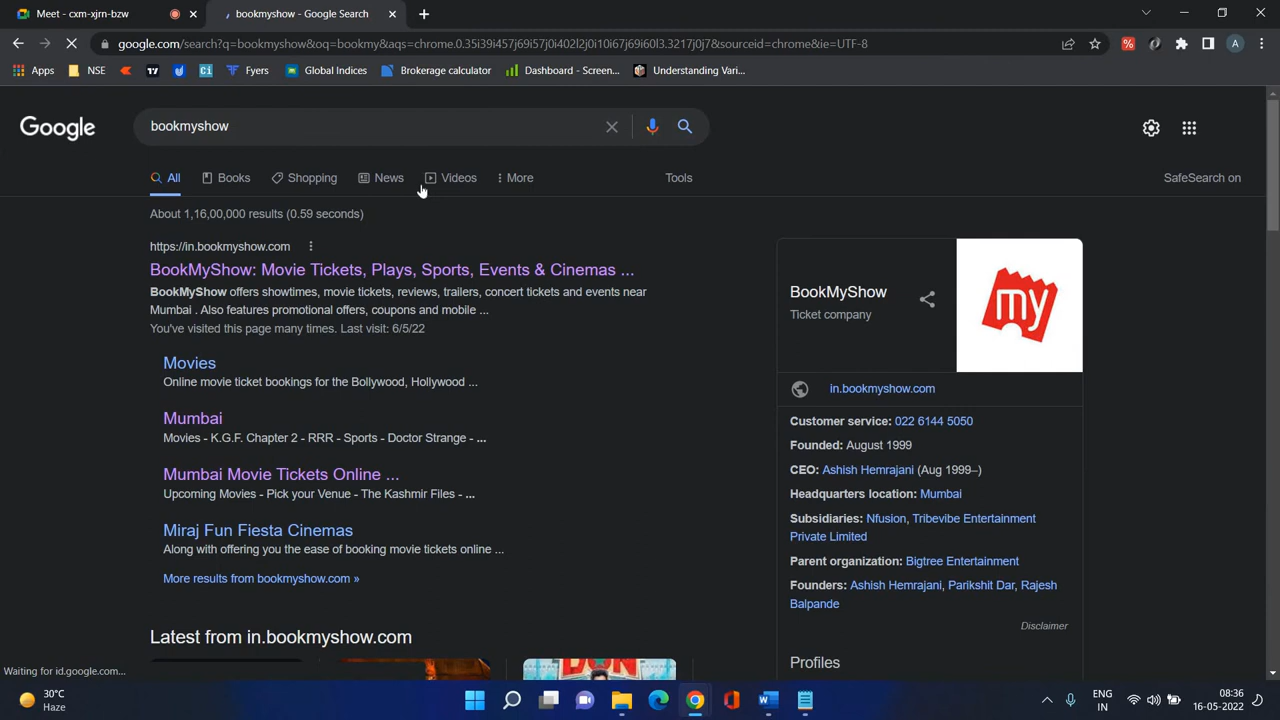 Meet - cxm-xjrn-bzw
bookmyshow - Google Search
google.com/search?q=bookmyshow&oq=bookmy&aqs=chrome.0.35i39i457j69i57j0i402l2j0i10i67j69i60l3.3217j0j7&sourceid=chrome&ie=UTF-8
% A
Apps NSE Ci Fyers Global Indices Brokerage calculator Dashboard - Screen... Understanding Vari...
Google
bookmyshow
All Books Shopping News Videos More Tools SafeSearch on
About 1,16,00,000 results (0.59 seconds)
https://in.bookmyshow.com
BookMyShow: Movie Tickets, Plays, Sports, Events & Cinemas ...
BookMyShow offers showtimes, movie tickets, reviews, trailers, concert tickets and events near
Mumbai . Also features promotional offers, coupons and mobile ...
You've visited this page many times. Last visit: 6/5/22
Movies
Online movie ticket bookings for the Bollywood, Hollywood ...
Mumbai
Movies - K.G.F. Chapter 2 - RRR - Sports - Doctor Strange - ...
Mumbai Movie Tickets Online ...
Upcoming Movies - Pick your Venue - The Kashmir Files - ...
Miraj Fun Fiesta Cinemas
Along with offering you the ease of booking movie tickets online ...
More results from bookmyshow.com »
Latest from in.bookmyshow.com
DON
BookMyShow
Ticket company
my
in.bookmyshow.com
Customer service: 022 6144 5050
Founded: August 1999
CEO: Ashish Hemrajani (Aug 1999–)
Headquarters location: Mumbai
Subsidiaries: Nfusion, Tribevibe Entertainment
Private Limited
Parent organization: Bigtree Entertainment
Founders: Ashish Hemrajani, Parikshit Dar, Rajesh
Balpande
Disclaimer
Profiles
Waiting for id.google.com...
30°C
Haze
ENG
IN
08:36
16-05-2022